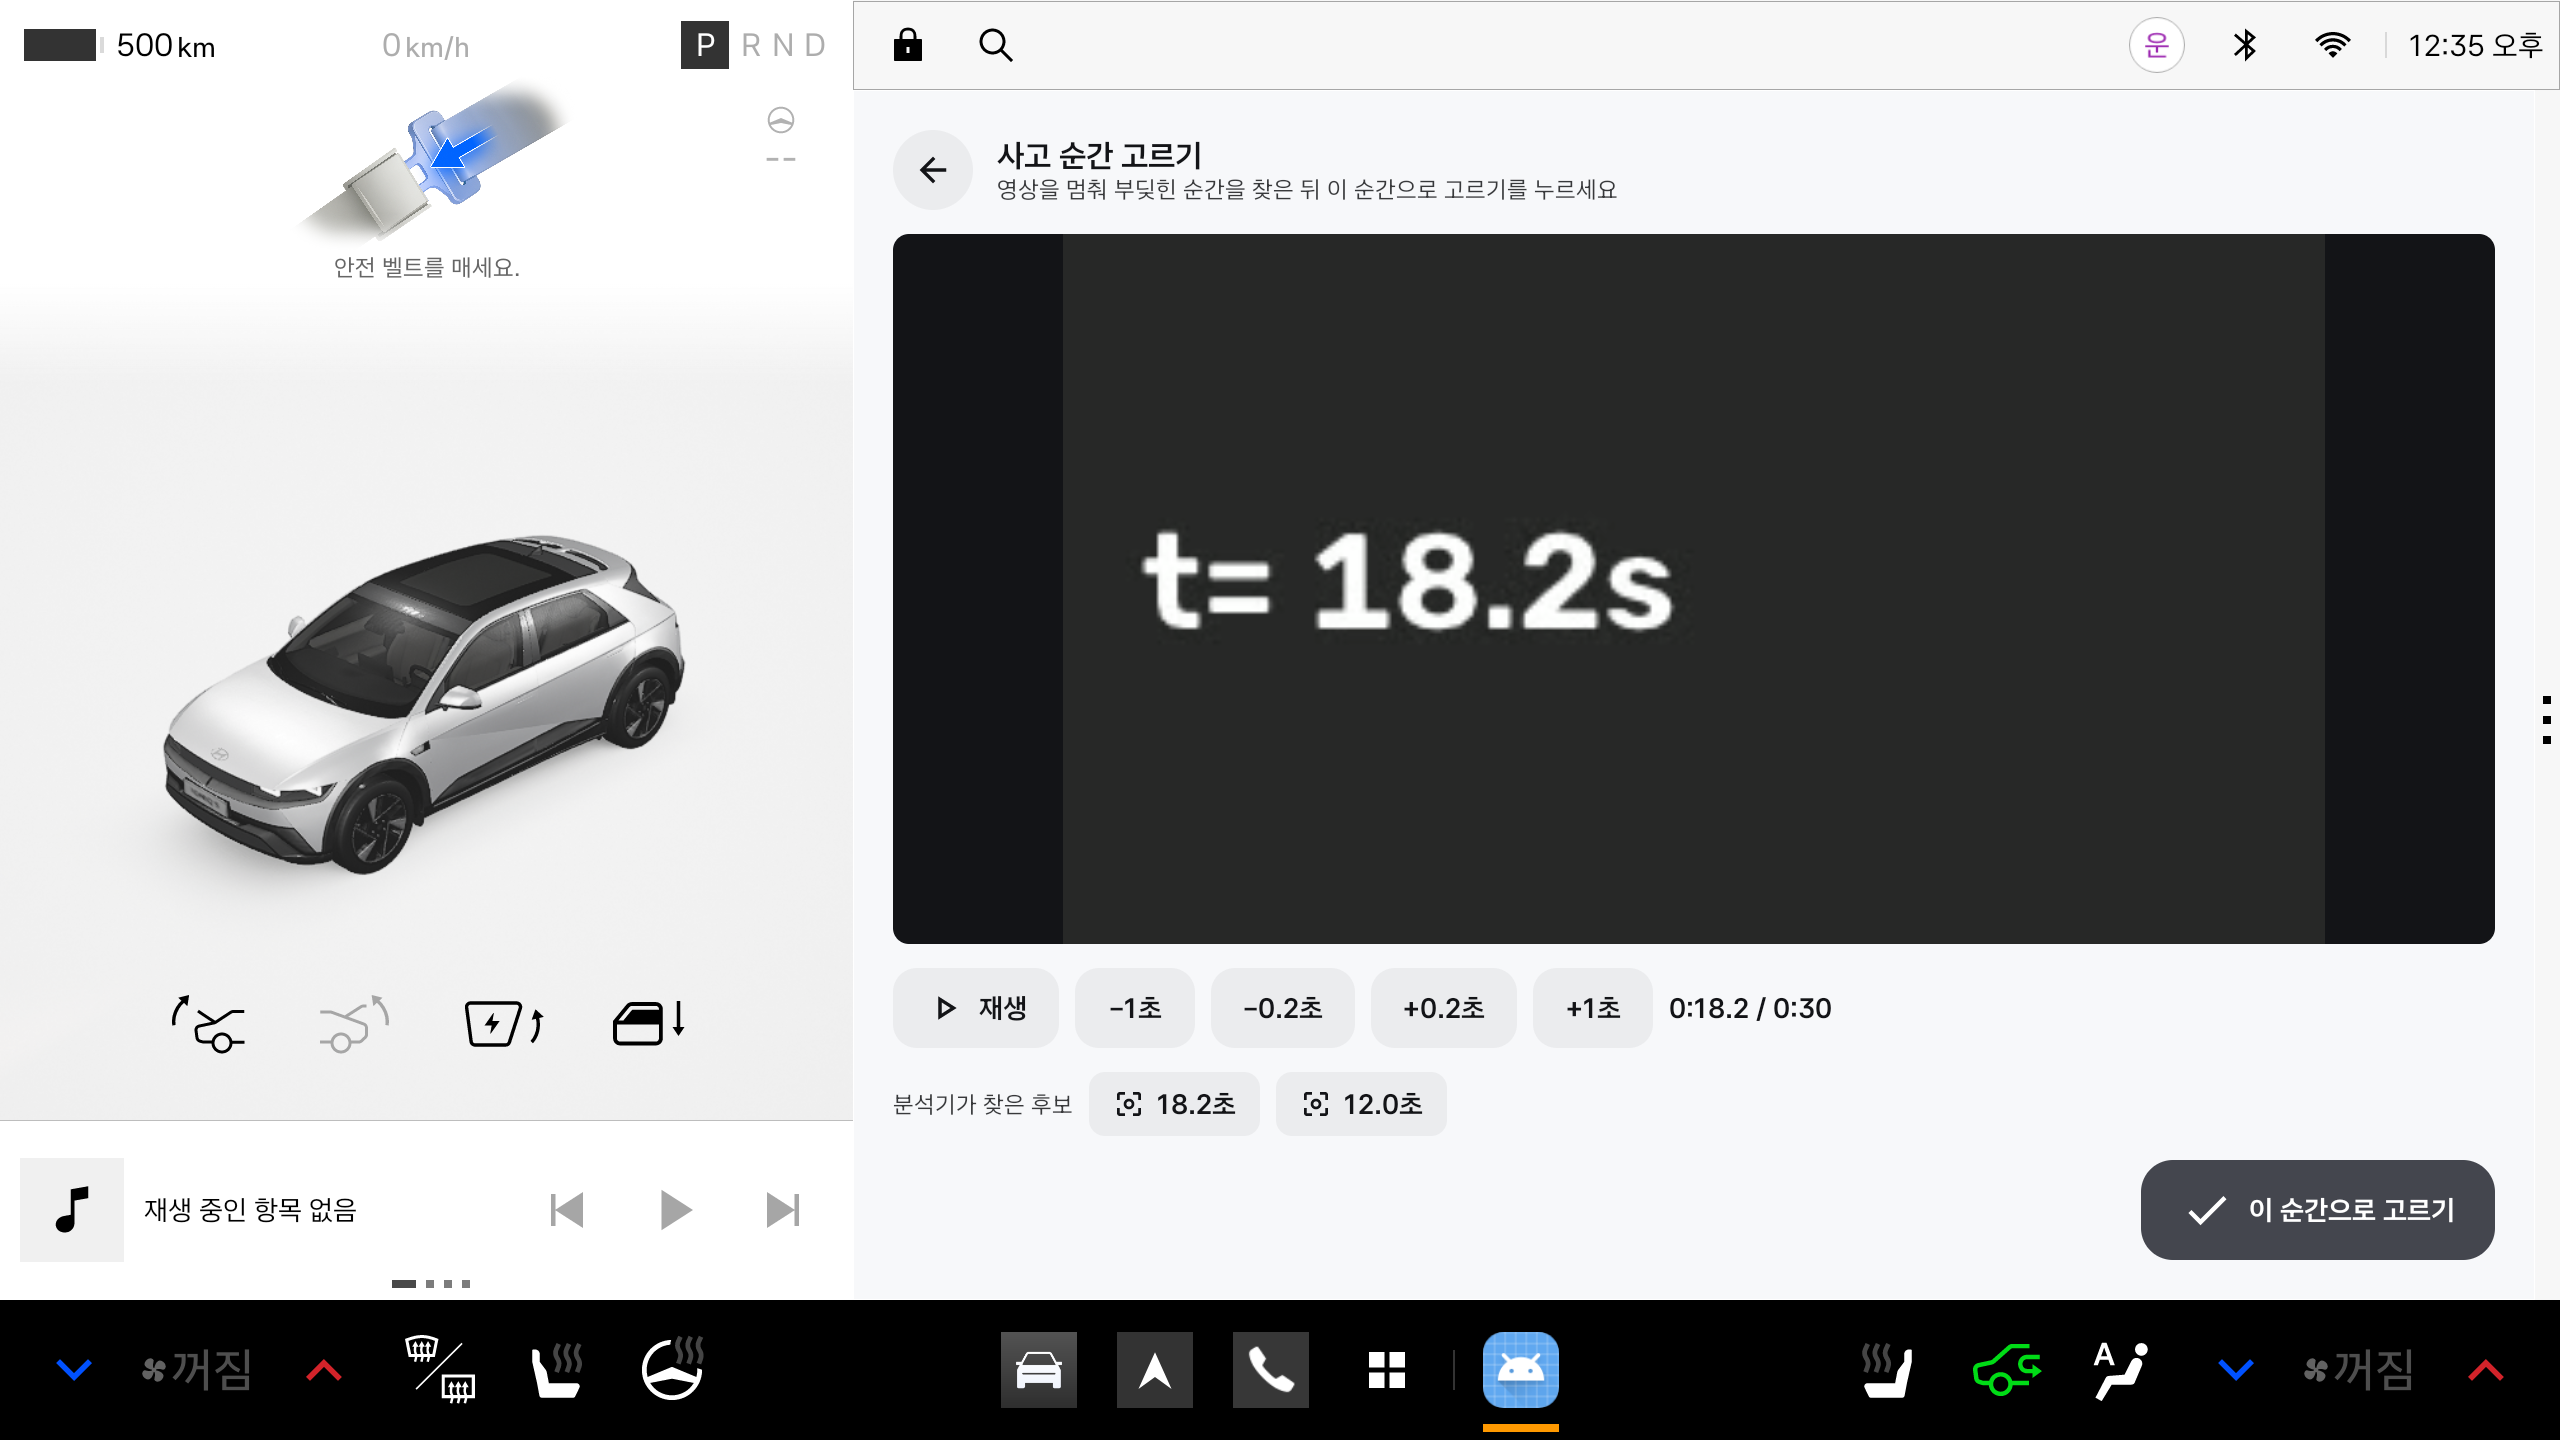 500 km
0 km/h
P R N D
운
12:35 오후
안전 벨트를 매세요.
사고 순간 고르기
영상을 멈춰 부딪힌 순간을 찾은 뒤 이 순간으로 고르기를 누르세요
t= 18.2s
재생
−1초
−0.2초
+0.2초
+1초
0:18.2 / 0:30
분석기가 찾은 후보
18.2초
12.0초
재생 중인 항목 없음
이 순간으로 고르기
꺼짐
A
꺼짐